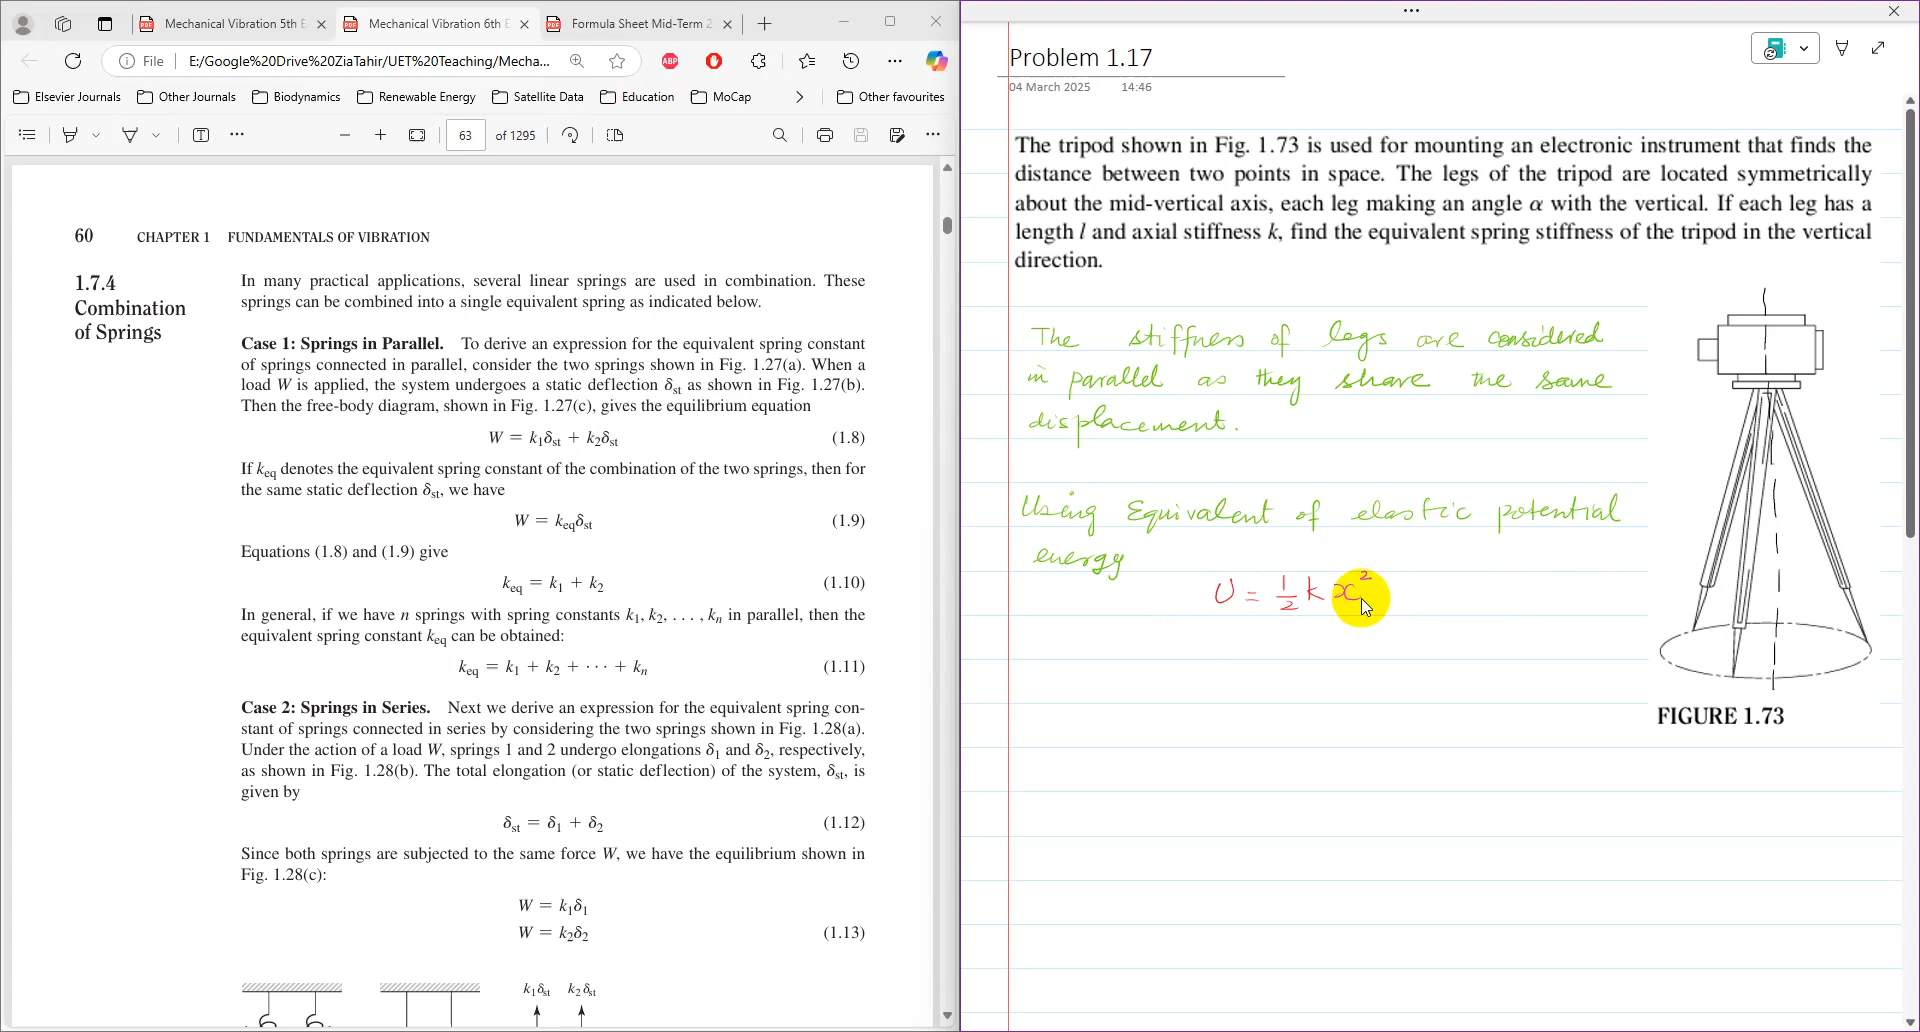 Mechanical Vibration 5th E
Mechanical Vibration 6th E
Formula Sheet Mid-Term 2
File
E:/Google%20Drive%20ZiaTahir/UET%20Teaching/Mecha...
Elsevier Journals
Other Journals
Biodynamics
Renewable Energy
Satellite Data
Education
MoCap
Other favourites
63 of 1295
60 CHAPTER 1 FUNDAMENTALS OF VIBRATION
1.7.4
Combination
of Springs
In many practical applications, several linear springs are used in combination. These
springs can be combined into a single equivalent spring as indicated below.
Case 1: Springs in Parallel. To derive an expression for the equivalent spring constant
of springs connected in parallel, consider the two springs shown in Fig. 1.27(a). When a
load W is applied, the system undergoes a static deflection δst as shown in Fig. 1.27(b).
Then the free-body diagram, shown in Fig. 1.27(c), gives the equilibrium equation
W = k1δst + k2δst (1.8)
If keq denotes the equivalent spring constant of the combination of the two springs, then for
the same static deflection δst, we have
W = keqδst (1.9)
Equations (1.8) and (1.9) give
keq = k1 + k2 (1.10)
In general, if we have n springs with spring constants k1, k2, . . . , kn in parallel, then the
equivalent spring constant keq can be obtained:
keq = k1 + k2 + · · · + kn (1.11)
Case 2: Springs in Series. Next we derive an expression for the equivalent spring con-
stant of springs connected in series by considering the two springs shown in Fig. 1.28(a).
Under the action of a load W, springs 1 and 2 undergo elongations δ1 and δ2, respectively,
as shown in Fig. 1.28(b). The total elongation (or static deflection) of the system, δst, is
given by
δst = δ1 + δ2 (1.12)
Since both springs are subjected to the same force W, we have the equilibrium shown in
Fig. 1.28(c):
W = k1δ1
W = k2δ2 (1.13)
k1δst k2δst
Problem 1.17
04 March 2025 14:46
The tripod shown in Fig. 1.73 is used for mounting an electronic instrument that finds the
distance between two points in space. The legs of the tripod are located symmetrically
about the mid-vertical axis, each leg making an angle α with the vertical. If each leg has a
length l and axial stiffness k, find the equivalent spring stiffness of the tripod in the vertical
direction.
The stiffness of legs are considered
in parallel as they share the same
displacement.
Using Equivalent of elastic potential
energy
U = 1/2 k x²
FIGURE 1.73